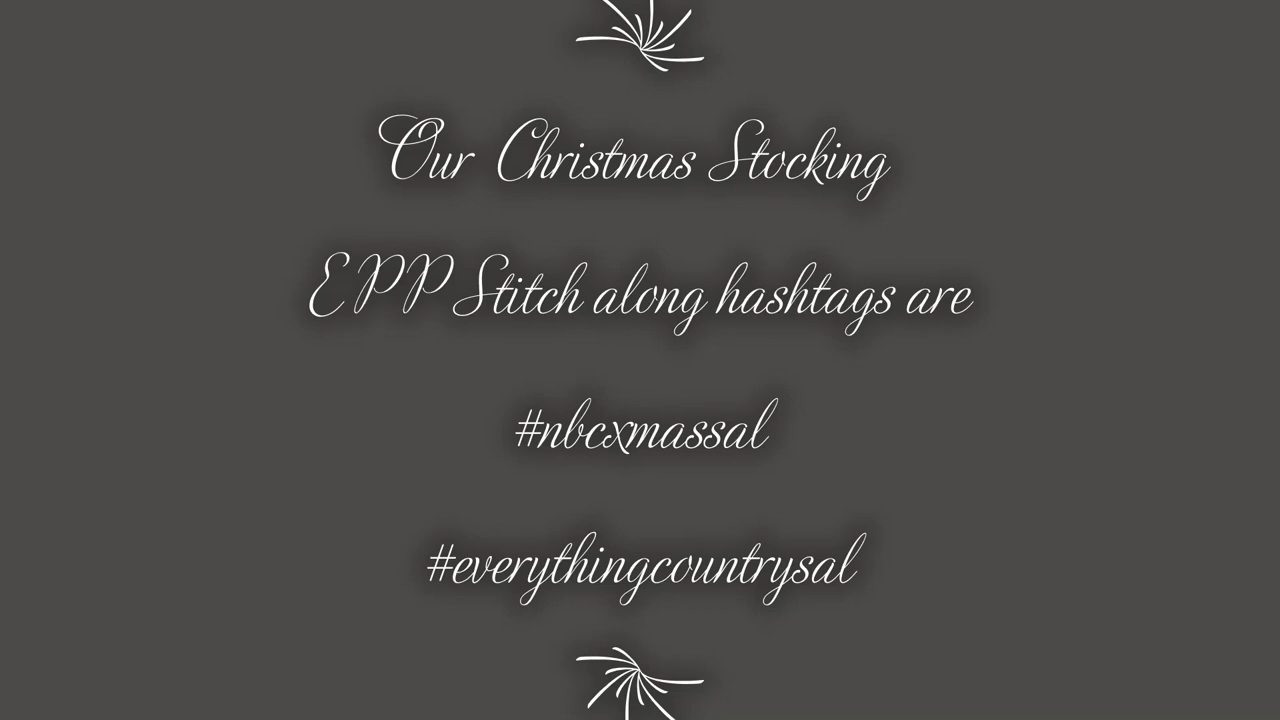 Our Christmas Stocking
EPP Stitch along hashtags are
#nbcxmassal
#everythingcountrysal